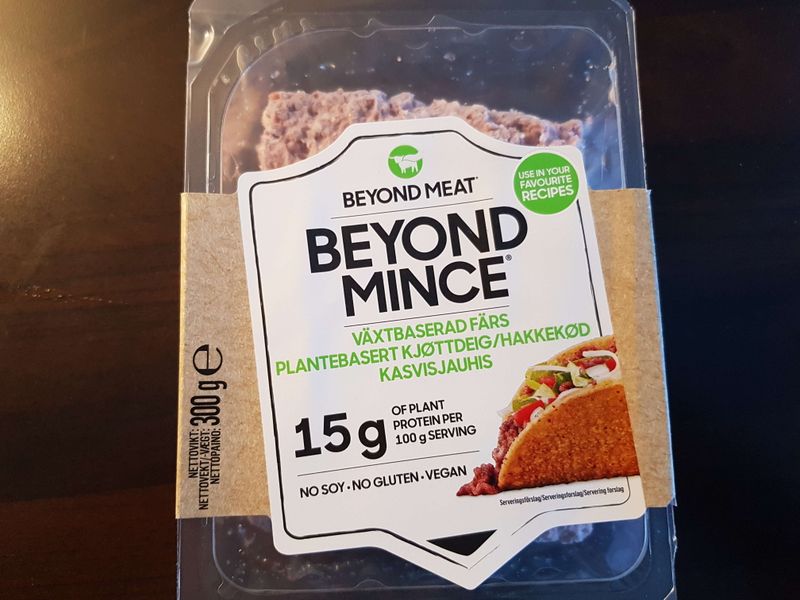 BEYOND MEAT®
USE IN YOUR
FAVOURITE
RECIPES
BEYOND
MINCE®
VÄXTBASERAD FÄRS
PLANTEBASERT KJØTTDEIG/HAKKEKØD
KASVISJAUHIS
15g
OF PLANT
PROTEIN PER
100 g SERVING
NO SOY • NO GLUTEN • VEGAN
Serveringsförslag/Serveringsforslag/Servering forslag
NETTOVIKT:
NETTOVEKT/-VÆGT:
NETTOPAINO:
300 g ℮